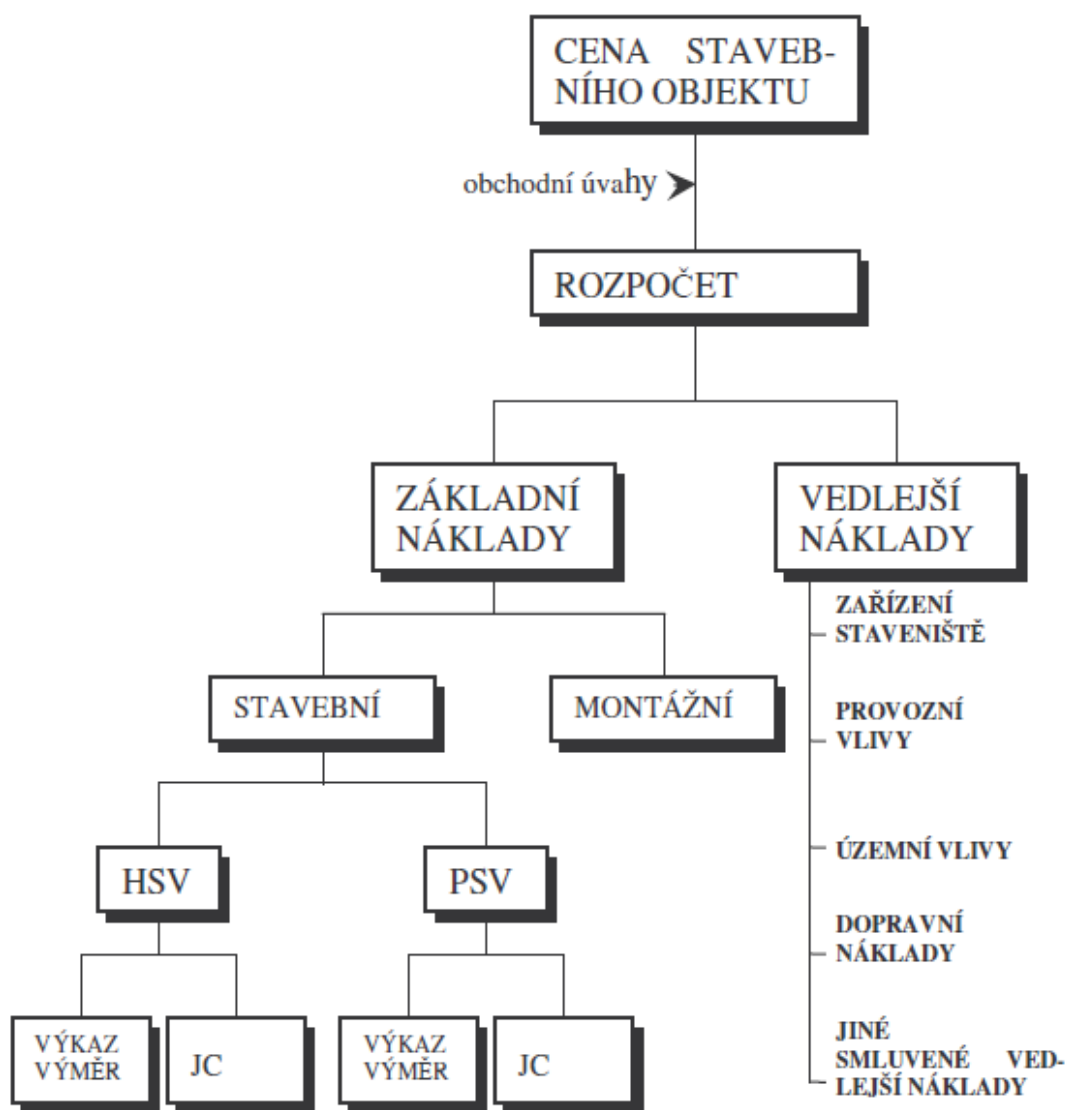 CENA STAVEB-
NÍHO OBJEKTU
obchodní úvahy
ROZPOČET
ZÁKLADNÍ
NÁKLADY
VEDLEJŠÍ
NÁKLADY
ZAŘÍZENÍ
STAVENIŠTĚ
STAVEBNÍ
MONTÁŽNÍ
PROVOZNÍ
VLIVY
HSV
PSV
ÚZEMNÍ VLIVY
DOPRAVNÍ
NÁKLADY
VÝKAZ
VÝMĚR
JC
VÝKAZ
VÝMĚR
JC
JINÉ
SMLUVENÉ VED-
LEJŠÍ NÁKLADY